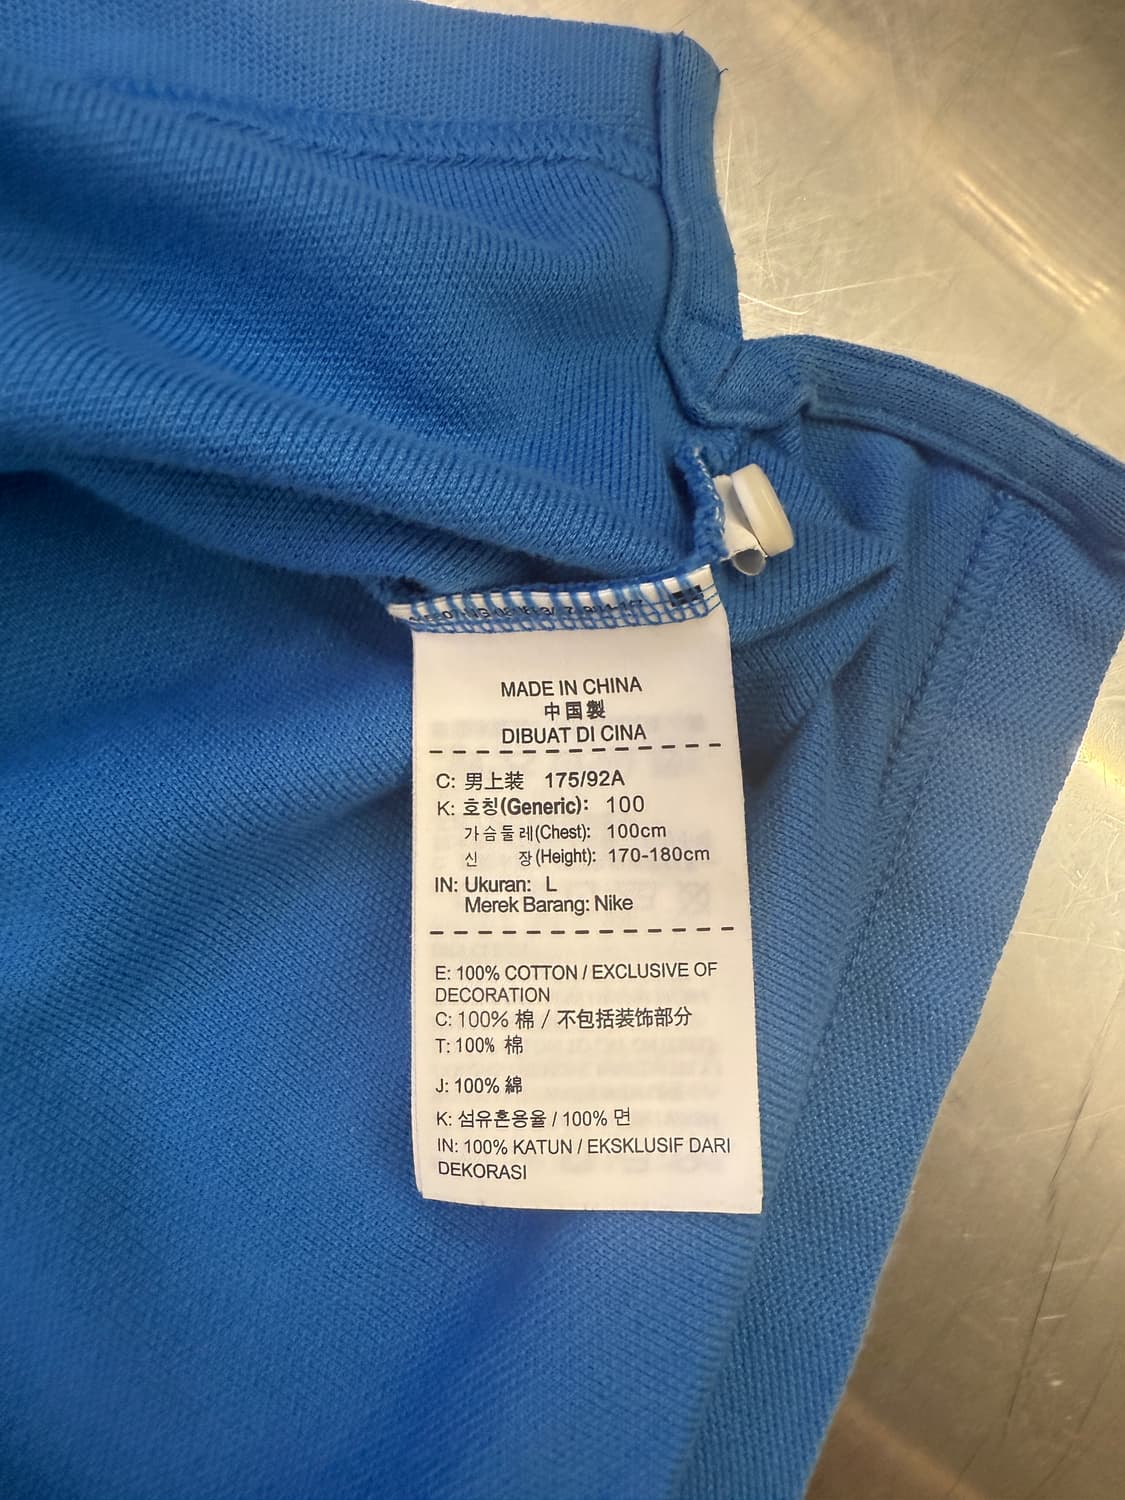 MADE IN CHINA
中国製
DIBUAT DI CINA
C: 男上装 175/92A
K: 호칭(Generic): 100
가슴둘레(Chest): 100cm
신 장(Height): 170-180cm
IN: Ukuran: L
Merek Barang: Nike
E: 100% COTTON / EXCLUSIVE OF
DECORATION
C: 100% 棉 / 不包括装饰部分
T: 100% 棉
J: 100% 綿
K: 섬유혼용율 / 100% 면
IN: 100% KATUN / EKSKLUSIF DARI
DEKORASI